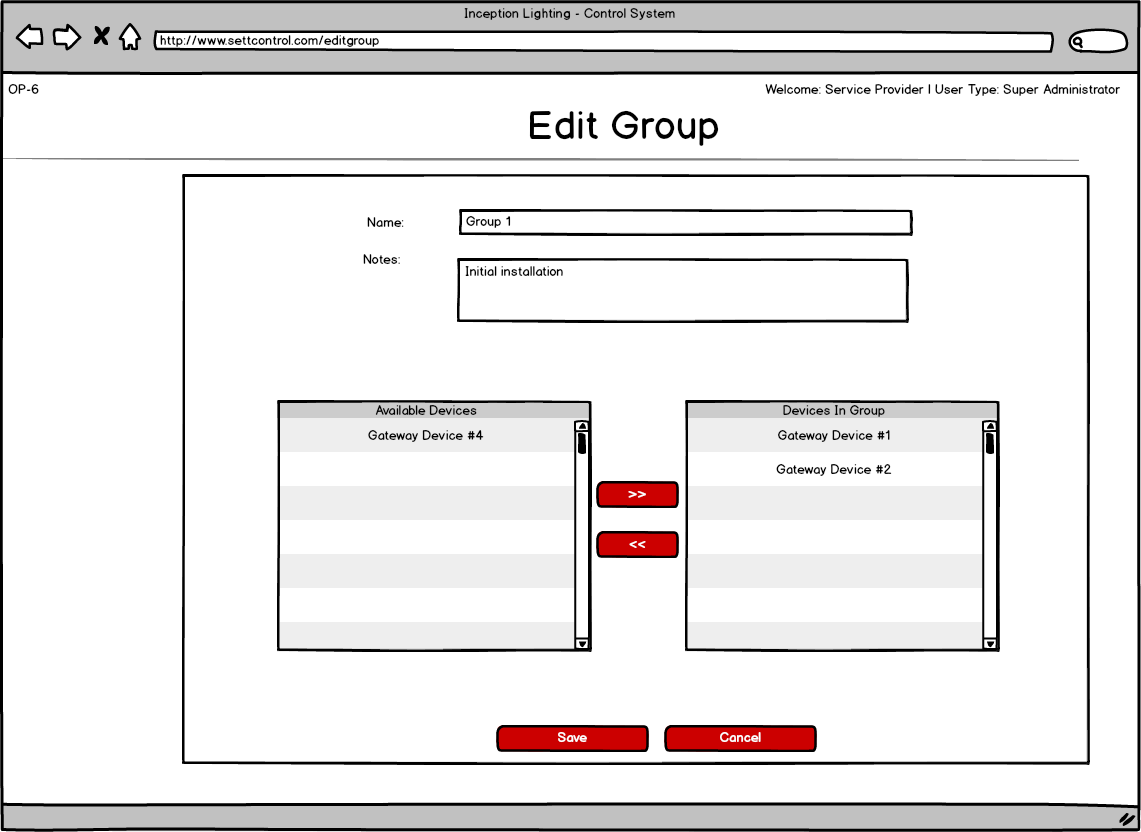 Inception Lighting - Control System
http://www.settcontrol.com/editgroup
OP-6
Welcome: Service Provider | User Type: Super Administrator
Edit Group
Name:
Group 1
Notes:
Initial installation
Available Devices
Gateway Device #4
>>
<<
Devices In Group
Gateway Device #1
Gateway Device #2
Save
Cancel